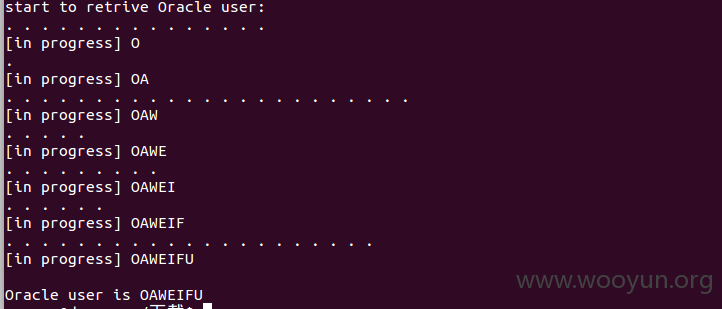 start to retrive Oracle user:
. . . . . . . . . . . . . . .
[in progress] O
.
[in progress] OA
. . . . . . . . . . . . . . . . . . . . . . .
[in progress] OAW
. . . . .
[in progress] OAWE
. . . . . . . . .
[in progress] OAWEI
. . . . . .
[in progress] OAWEIF
. . . . . . . . . . . . . . . . . . . . .
[in progress] OAWEIFU
www.wooyun.org
Oracle user is OAWEIFU